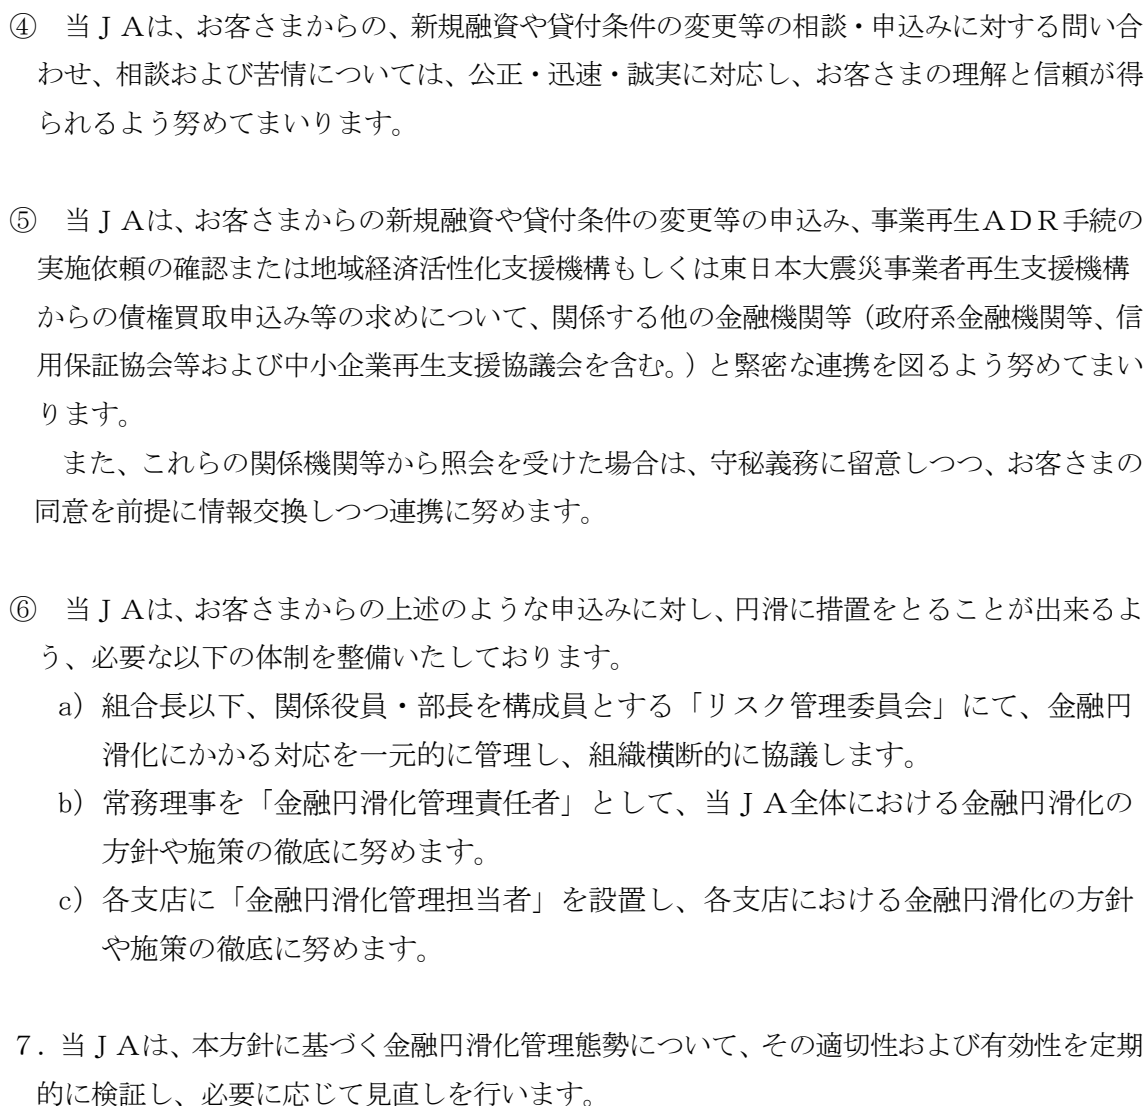 ④　当ＪＡは、お客さまからの、新規融資や貸付条件の変更等の相談・申込みに対する問い合
わせ、相談および苦情については、公正・迅速・誠実に対応し、お客さまの理解と信頼が得
られるよう努めてまいります。
⑤　当ＪＡは、お客さまからの新規融資や貸付条件の変更等の申込み、事業再生ＡＤＲ手続の
実施依頼の確認または地域経済活性化支援機構もしくは東日本大震災事業者再生支援機構
からの債権買取申込み等の求めについて、関係する他の金融機関等（政府系金融機関等、信
用保証協会等および中小企業再生支援協議会を含む。）と緊密な連携を図るよう努めてまい
ります。
また、これらの関係機関等から照会を受けた場合は、守秘義務に留意しつつ、お客さまの
同意を前提に情報交換しつつ連携に努めます。
⑥　当ＪＡは、お客さまからの上述のような申込みに対し、円滑に措置をとることが出来るよ
う、必要な以下の体制を整備いたしております。
a）組合長以下、関係役員・部長を構成員とする「リスク管理委員会」にて、金融円
滑化にかかる対応を一元的に管理し、組織横断的に協議します。
b）常務理事を「金融円滑化管理責任者」として、当ＪＡ全体における金融円滑化の
方針や施策の徹底に努めます。
c）各支店に「金融円滑化管理担当者」を設置し、各支店における金融円滑化の方針
や施策の徹底に努めます。
７．当ＪＡは、本方針に基づく金融円滑化管理態勢について、その適切性および有効性を定期
的に検証し、必要に応じて見直しを行います。